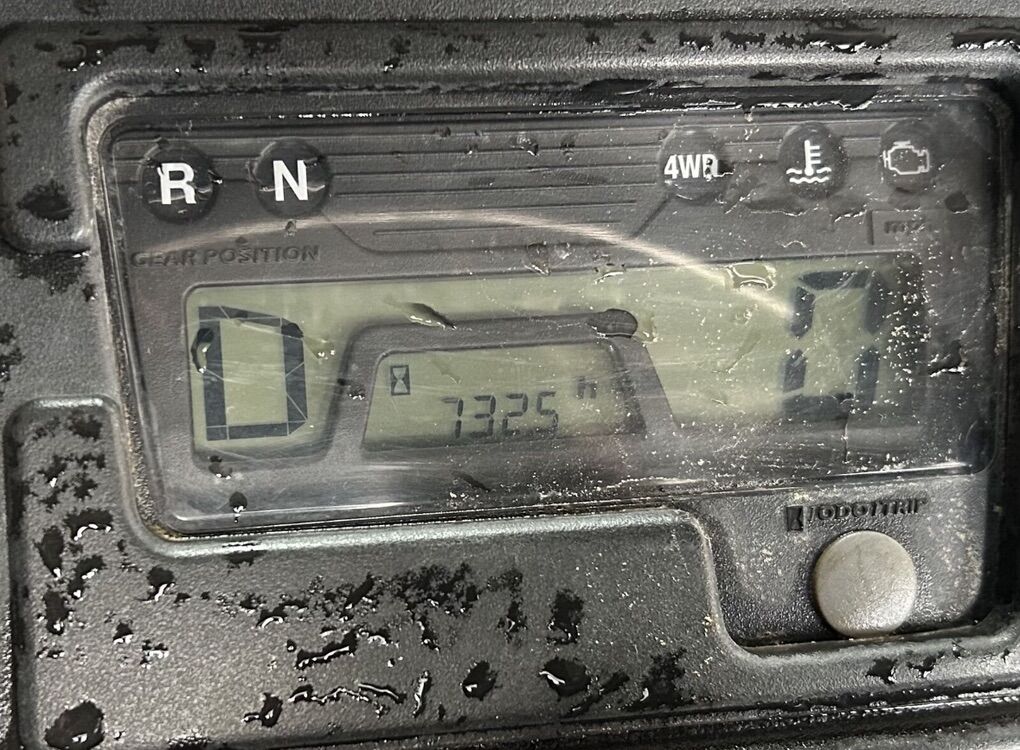 R N 4WD
GEAR POSITION
D 0
7325 h
/ODO/TRIP